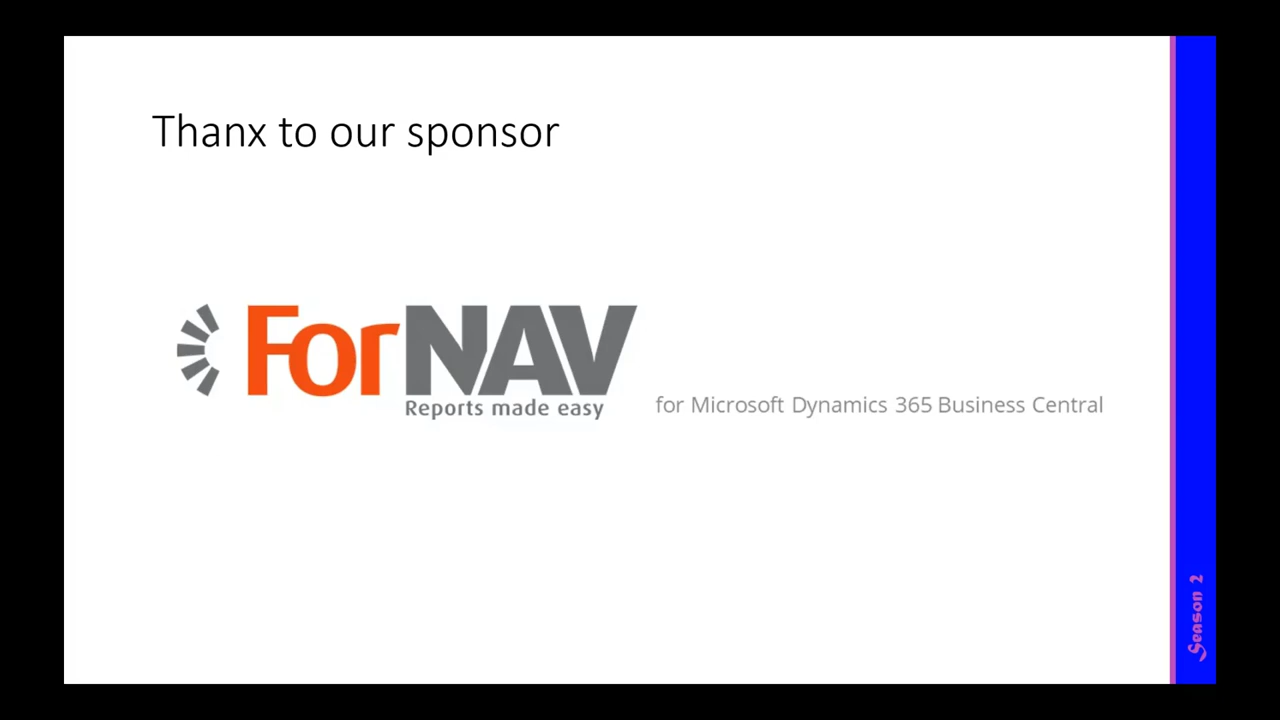 Thanx to our sponsor
ForNAV
Reports made easy
for Microsoft Dynamics 365 Business Central
Season 2